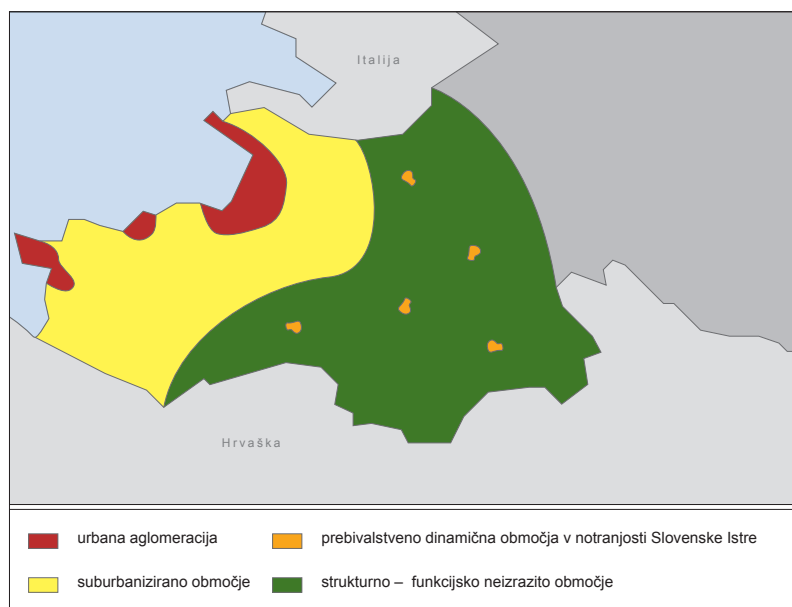 Italija
Hrvaška
urbana aglomeracija
prebivalstveno dinamična območja v notranjosti Slovenske Istre
suburbanizirano območje
strukturno – funkcijsko neizrazito območje